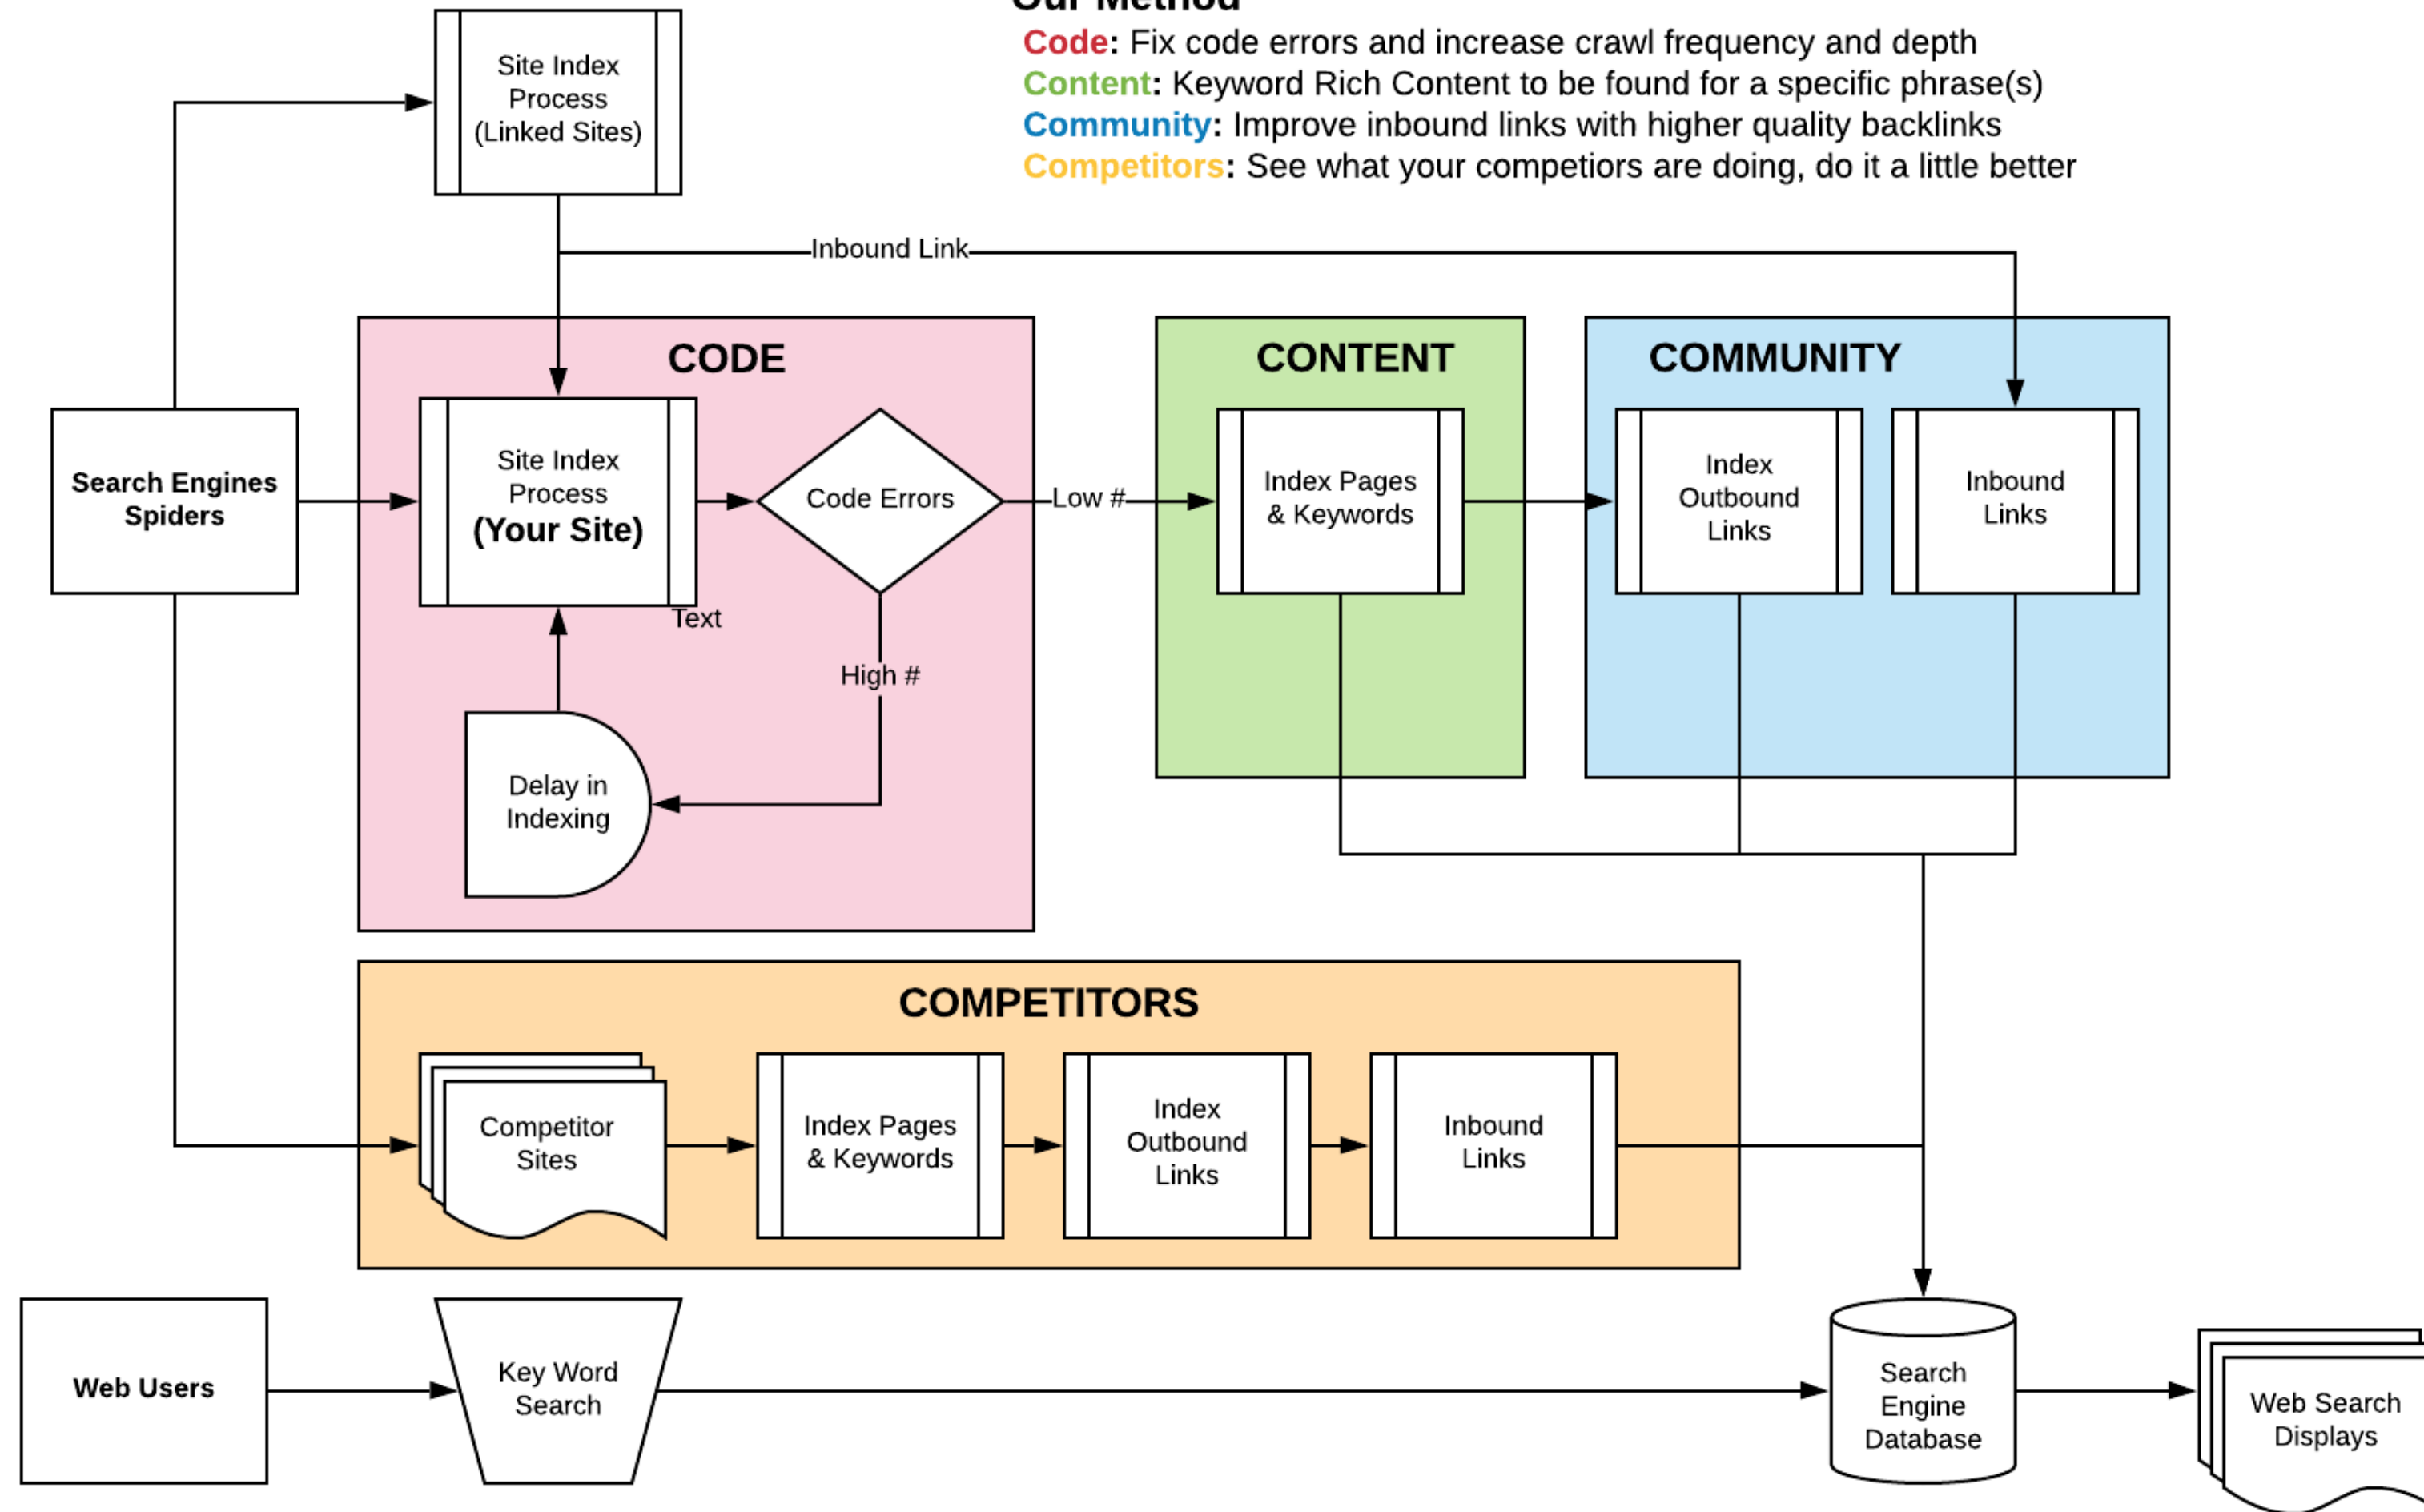 Our Method
Code: Fix code errors and increase crawl frequency and depth
Content: Keyword Rich Content to be found for a specific phrase(s)
Community: Improve inbound links with higher quality backlinks
Competitors: See what your competiors are doing, do it a little better
Site Index
Process
(Linked Sites)
Inbound Link
CODE
CONTENT
COMMUNITY
Search Engines
Spiders
Site Index
Process
(Your Site)
Text
Code Errors
Low #
High #
Delay in
Indexing
Index Pages
& Keywords
Index
Outbound
Links
Inbound
Links
COMPETITORS
Competitor
Sites
Index Pages
& Keywords
Index
Outbound
Links
Inbound
Links
Web Users
Key Word
Search
Search
Engine
Database
Web Search
Displays